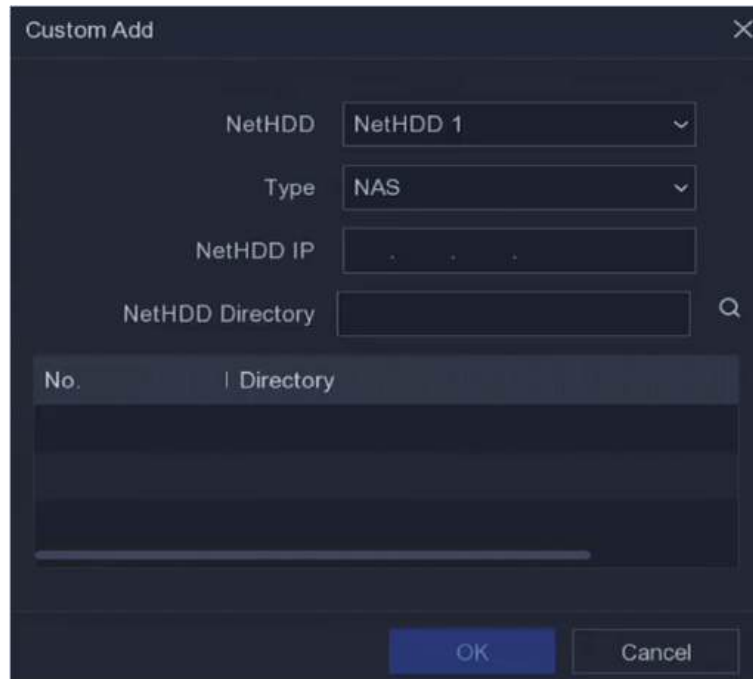 Custom Add
NetHDD NetHDD 1
Type NAS
NetHDD IP . . .
NetHDD Directory
No. Directory
OK Cancel